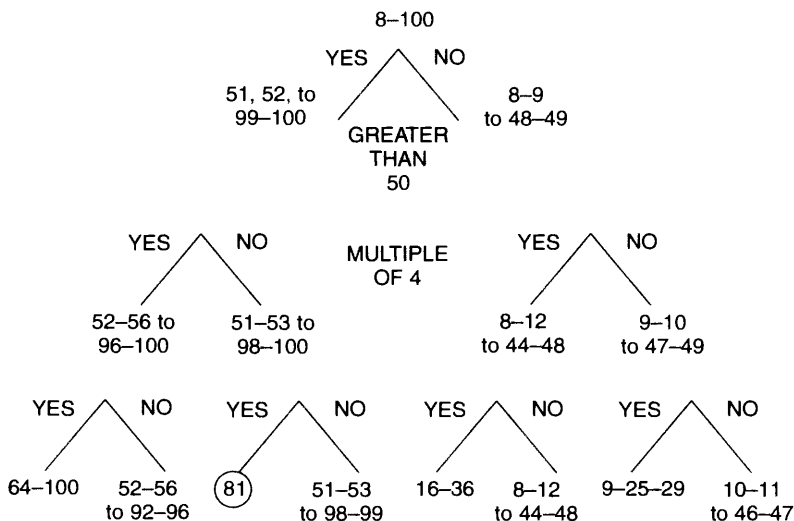 8–100
YES NO
51, 52, to
99–100
8–9
to 48–49
GREATER
THAN
50
YES NO
MULTIPLE
OF 4
YES NO
52–56 to
96–100
51–53 to
98–100
8–12
to 44–48
9–10
to 47–49
YES NO
YES NO
YES NO
YES NO
64–100
52–56
to 92–96
81
51–53
to 98–99
16–36
8–12
to 44–48
9–25–29
10–11
to 46–47